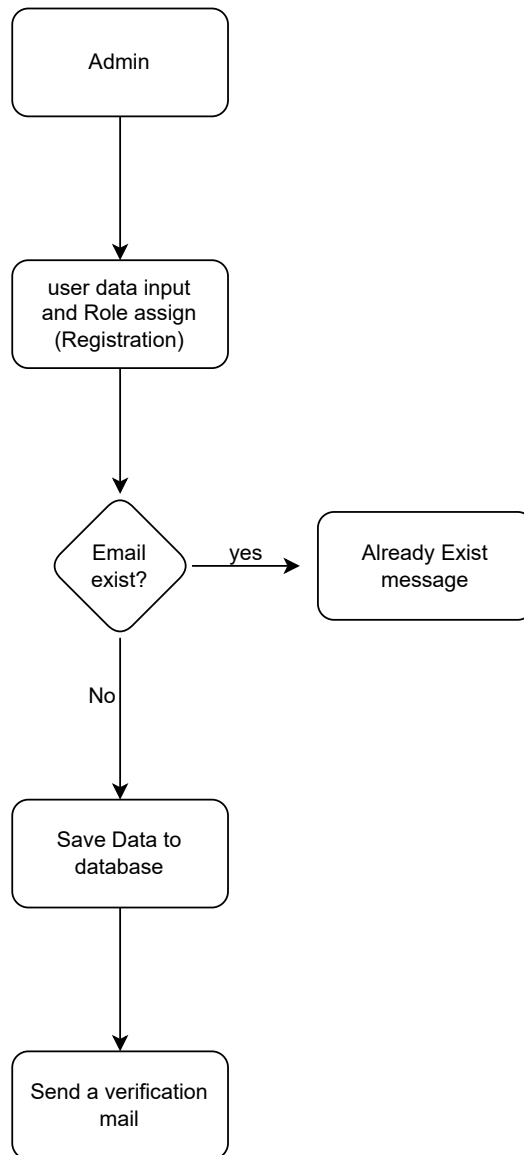 Admin
user data input
and Role assign
(Registration)
Email
exist?
yes
Already Exist
message
No
Save Data to
database
Send a verification
mail